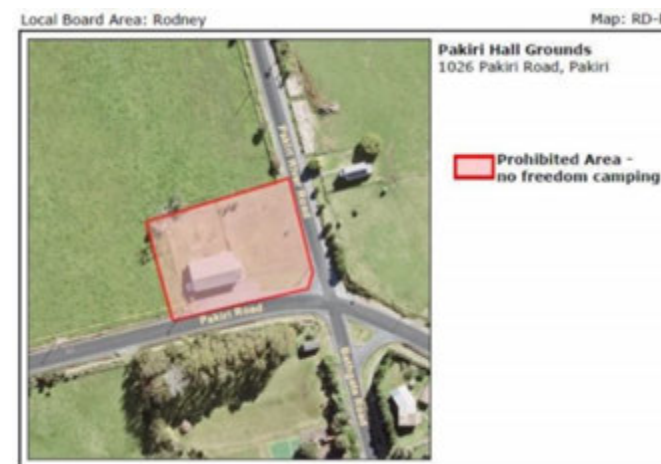 Local Board Area: Rodney
Map: RD-
Pakiri Hall Grounds
1026 Pakiri Road, Pakiri
Prohibited Area -
no freedom camping
Pakiri Road